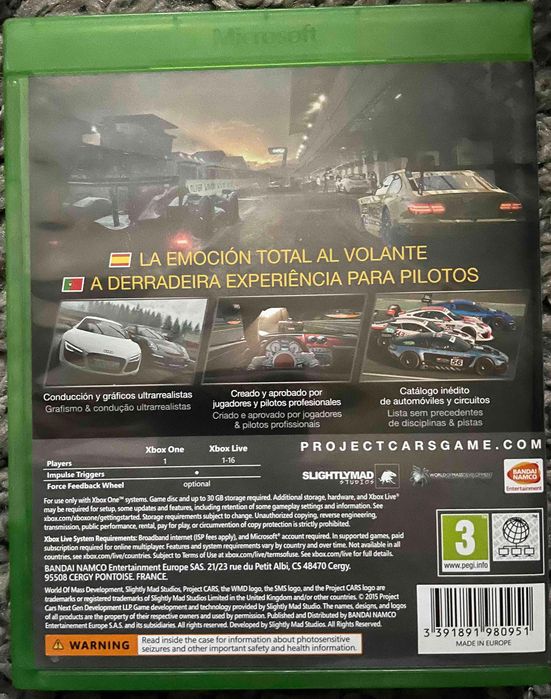 Microsoft
LA EMOCIÓN TOTAL AL VOLANTE
A DERRADEIRA EXPERIÊNCIA PARA PILOTOS
56
Conducción y gráficos ultrarrealistas
Grafismo & condução ultrarrealistas
Creado y aprobado por
jugadores y pilotos profesionales
Criado e aprovado por jogadores
& pilotos profissionais
Catálogo inédito
de automóviles y circuitos
Lista sem precedentes
de disciplinas & pistas
Xbox One Xbox Live
Players 1 1-16
Impulse Triggers •
Force Feedback Wheel optional
PROJECTCARSGAME.COM
SLIGHTLYMAD
STUDIOS
WORLD OF MASS DEVELOPMENT
BANDAI
NAMCO
Entertainment
For use only with Xbox One™ systems. Game disc and up to 30 GB storage required. Additional storage, hardware, and Xbox Live®
may be required for setup, some updates and features, including retention of some gameplay settings and information. See
xbox.com/xboxone/gettingstarted. Storage requirements subject to change. Unauthorized copying, reverse engineering,
transmission, public performance, rental, pay for play, or circumvention of copy protection is strictly prohibited.
Xbox Live System Requirements: Broadband internet (ISP fees apply), and Microsoft® account required. In supported games, paid
subscription required for online multiplayer. Features and system requirements vary by country and over time. Not available in all
countries, see xbox.com/live/countries. Subject to Terms of Use at xbox.com/live/termsofuse. See xbox.com/live for full details.
BANDAI NAMCO Entertainment Europe SAS. 21/23 rue du Petit Albi, CS 48470 Cergy.
95508 CERGY PONTOISE. FRANCE.
World Of Mass Development, Slightly Mad Studios, Project CARS, the WMD logo, the SMS logo, and the Project CARS logo are
trademarks or registered trademarks of Slightly Mad Studios Limited in the United Kingdom and/or other countries. © 2015 Project
Cars Next Gen Development LLP. Game development and technology provided by Slightly Mad Studios. The names, designs, and logos
of all products are the property of their respective owners and used by permission. Published and Distributed by BANDAI NAMCO
Entertainment Europe S.A.S. and its subsidiaries. All rights reserved. Developed by Slightly Mad Studios. All Rights Reserved.
WARNING
Read inside the case for information about photosensitive
seizures and other important safety and health information.
3
www.pegi.info
3 391891 980951
MADE IN EUROPE